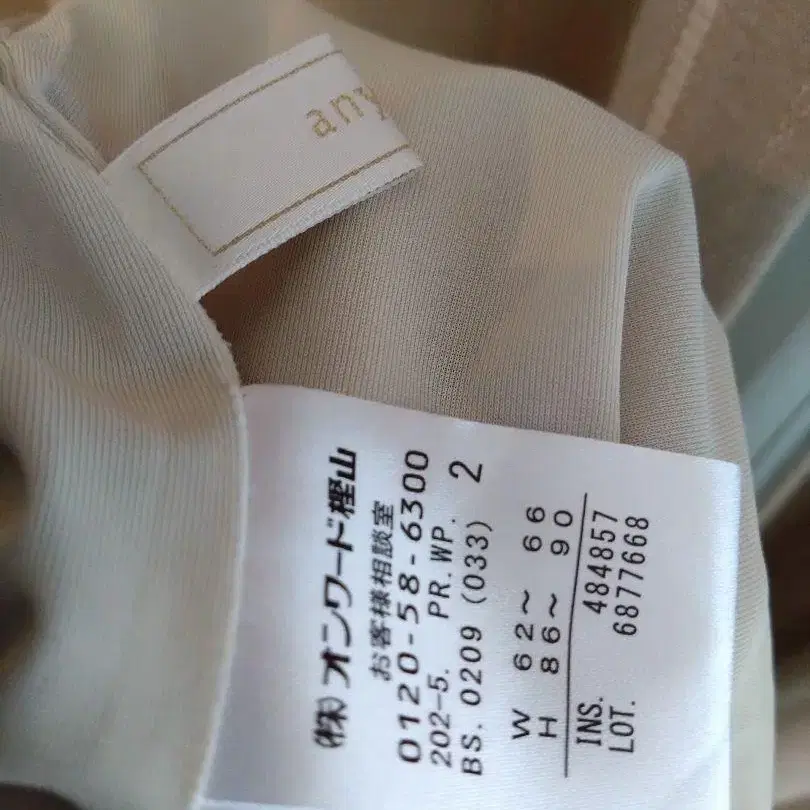 any
(株)オンワード樫山
お客様相談室
0120-58-6300
202-5. PR.WP. 2
BS. 0209 (033)
W 62~ 66
H 86~ 90
INS. 484857
LOT. 6877668